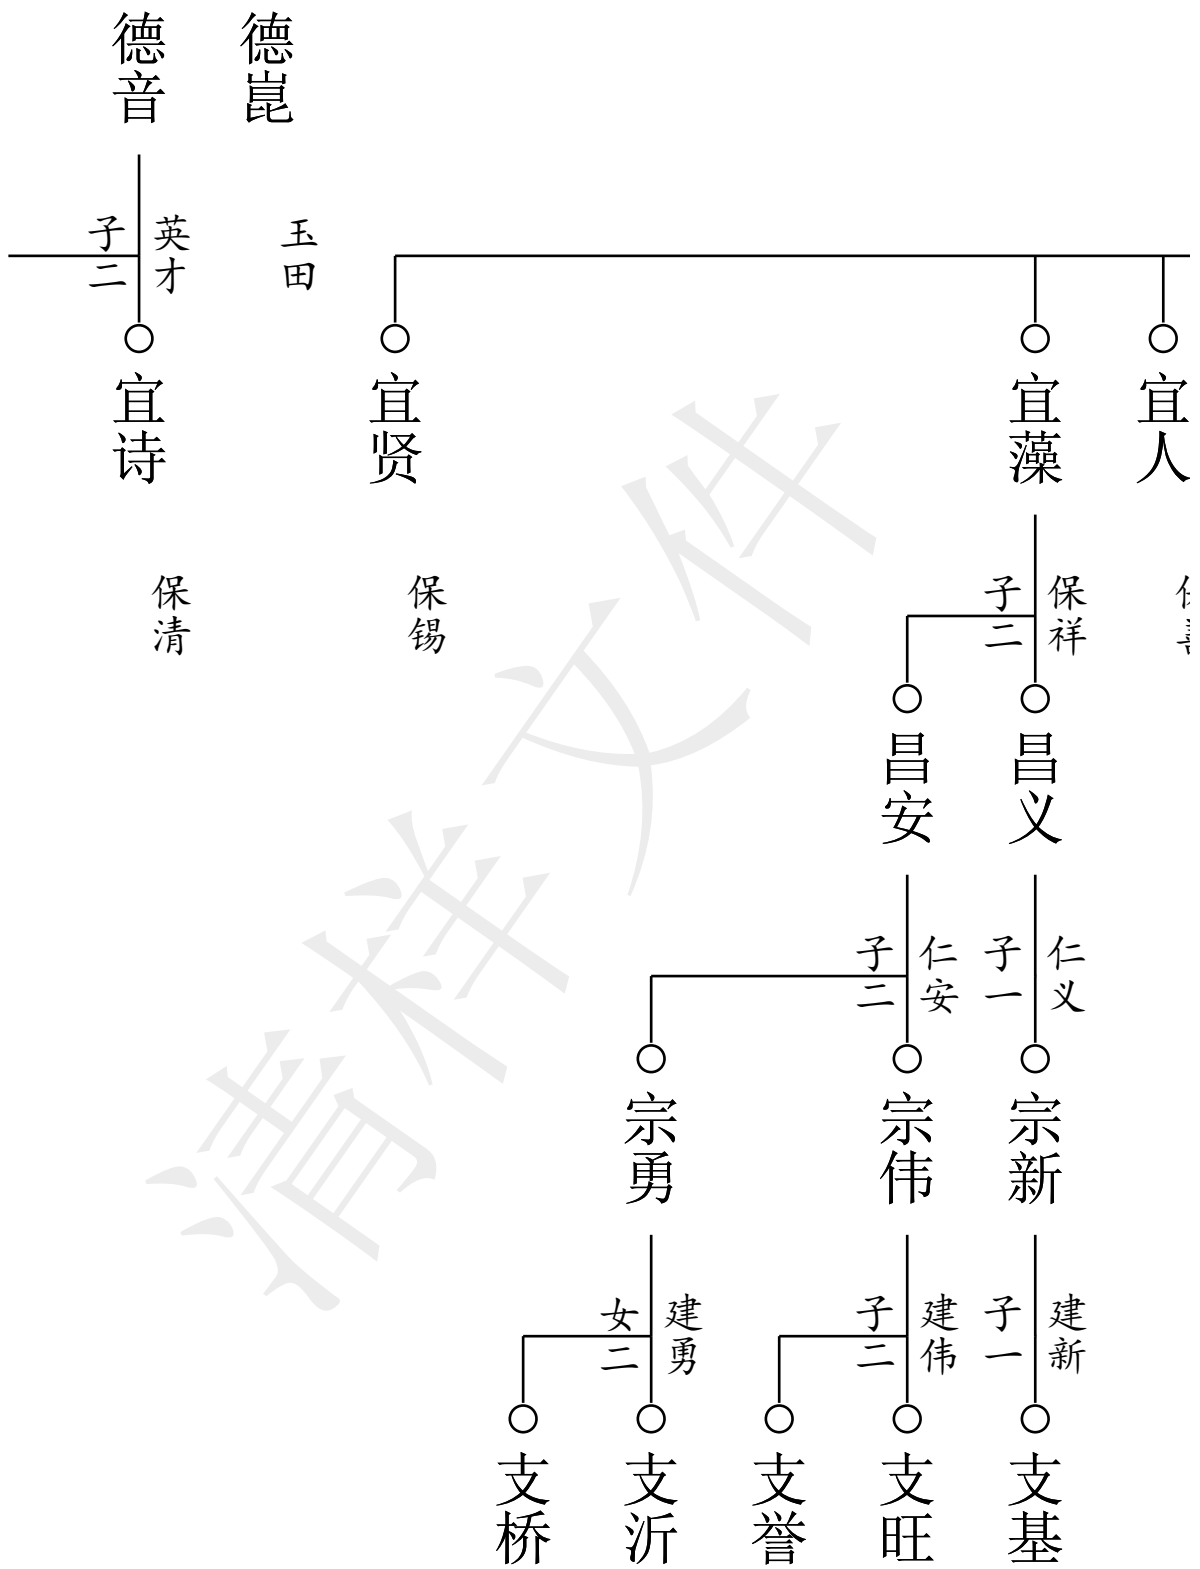 德音
德崑
子二
英才
玉田
宜诗
宜贤
宜藻
宜人
保清
保锡
子二
保祥
昌安
昌义
子二
仁安
子一
仁义
宗勇
宗伟
宗新
女二
建勇
子二
建伟
子一
建新
支桥
支沂
支誉
支旺
支基
清样文件